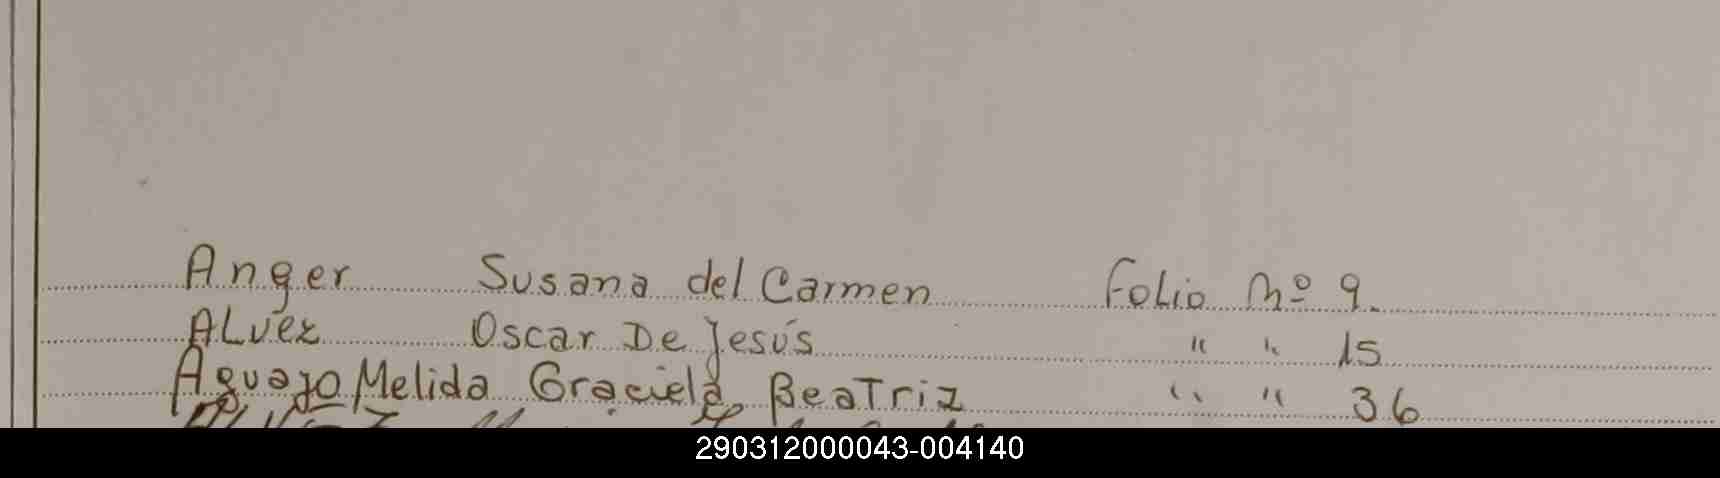 Anger Susana del Carmen Folio Nº 9.
ALvez Oscar De Jesús " " 15
Aguajo Melida Graciela Beatriz " " 36
290312000043-004140